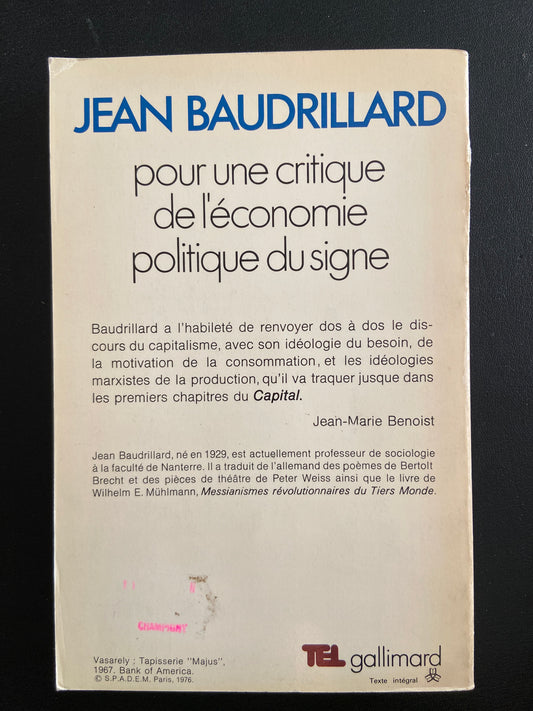 JEAN BAUDRILLARD
pour une critique
de l'économie
politique du signe
Baudrillard a l'habileté de renvoyer dos à dos le dis-
cours du capitalisme, avec son idéologie du besoin, de
la motivation de la consommation, et les idéologies
marxistes de la production, qu'il va traquer jusque dans
les premiers chapitres du Capital.
Jean-Marie Benoist
Jean Baudrillard, né en 1929, est actuellement professeur de sociologie
à la faculté de Nanterre. Il a traduit de l'allemand des poèmes de Bertolt
Brecht et des pièces de théâtre de Peter Weiss ainsi que le livre de
Wilhelm E. Mühlmann, Messianismes révolutionnaires du Tiers Monde.
CHAMPIGNY
Vasarely : Tapisserie "Majus",
1967. Bank of America.
© S.P.A.D.E.M. Paris, 1976.
TEL gallimard
Texte intégral